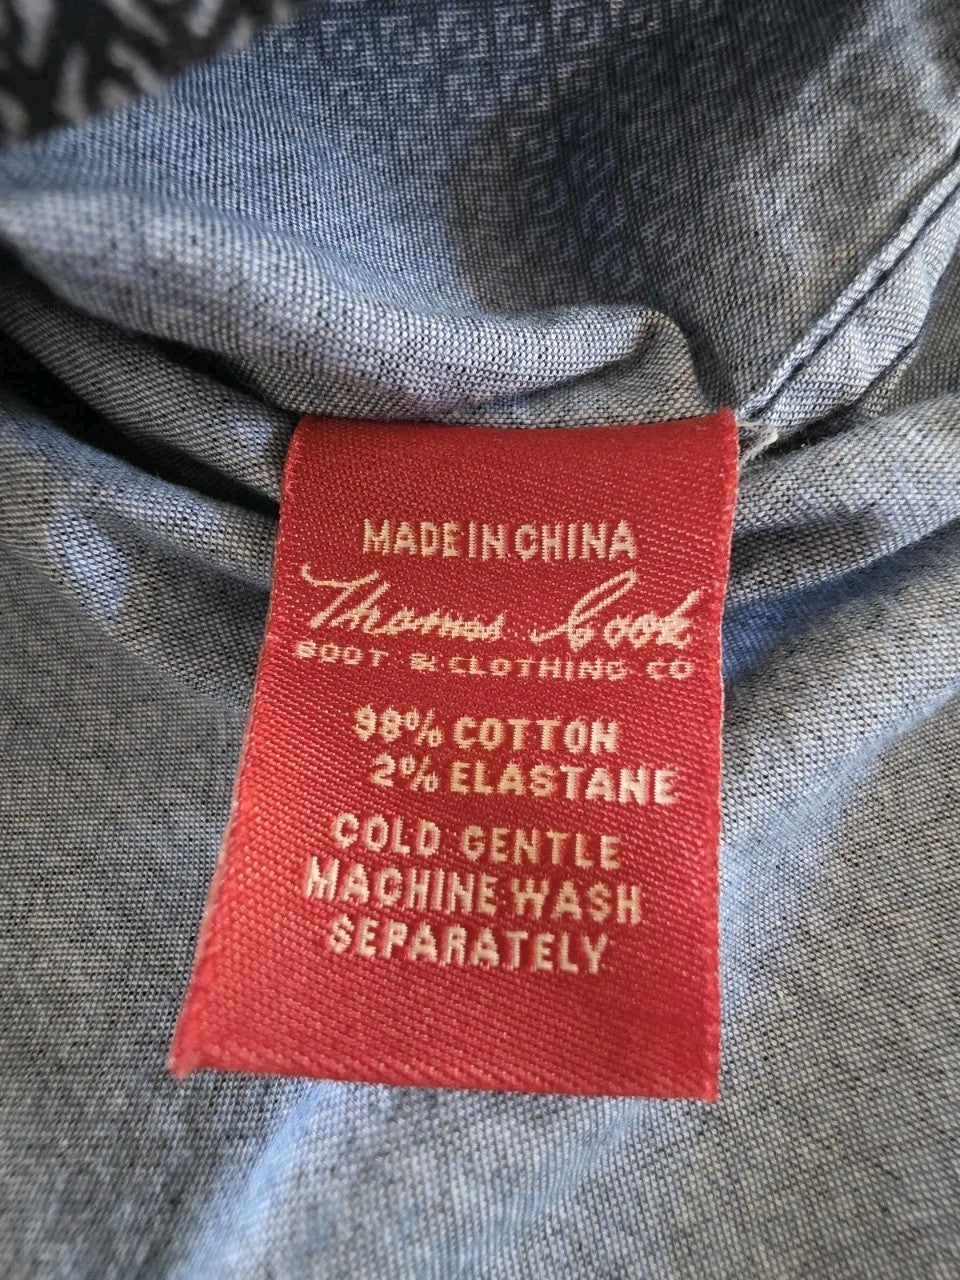 MADE IN CHINA
Thomas Cook
BOOT & CLOTHING CO
98% COTTON
2% ELASTANE
COLD GENTLE
MACHINE WASH
SEPARATELY